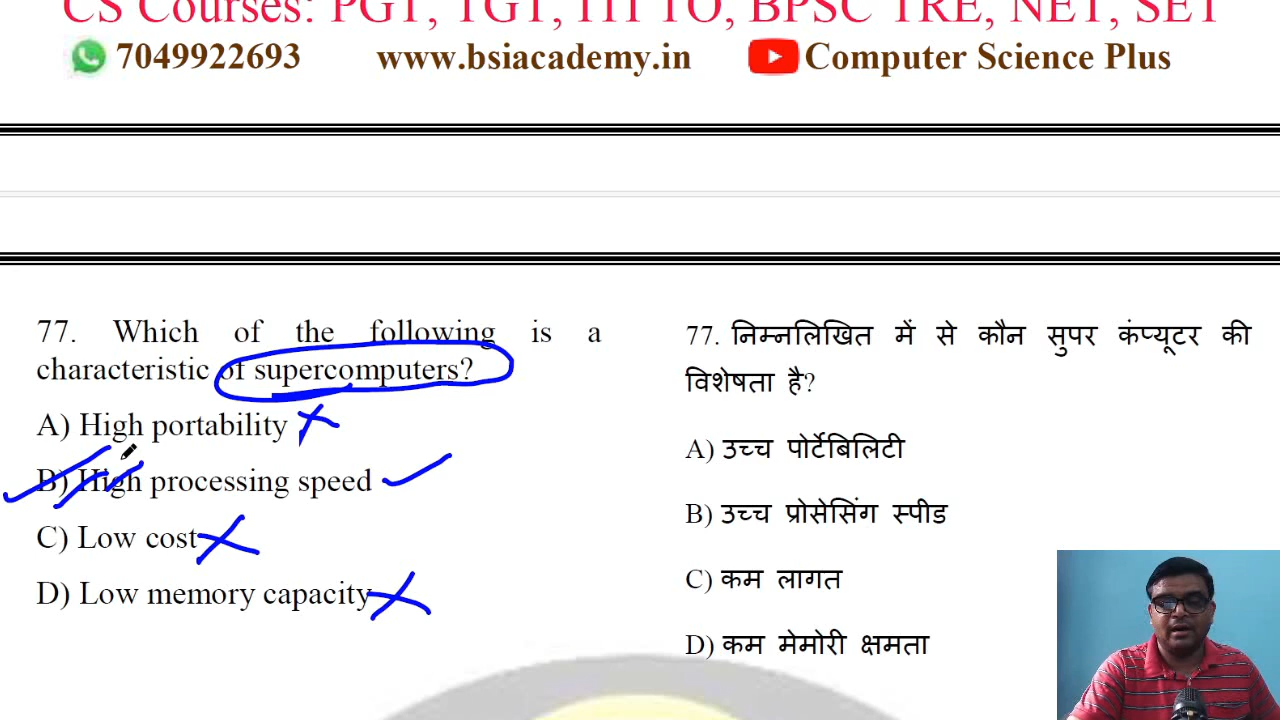 CS Courses: PGT, TGT, ITI TO, BPSC TRE, NET, SET
7049922693 www.bsiacademy.in Computer Science Plus
77. Which of the following is a
characteristic of supercomputers?
A) High portability
B) High processing speed
C) Low cost
D) Low memory capacity
77. निम्नलिखित में से कौन सुपर कंप्यूटर की
विशेषता है?
A) उच्च पोर्टेबिलिटी
B) उच्च प्रोसेसिंग स्पीड
C) कम लागत
D) कम मेमोरी क्षमता